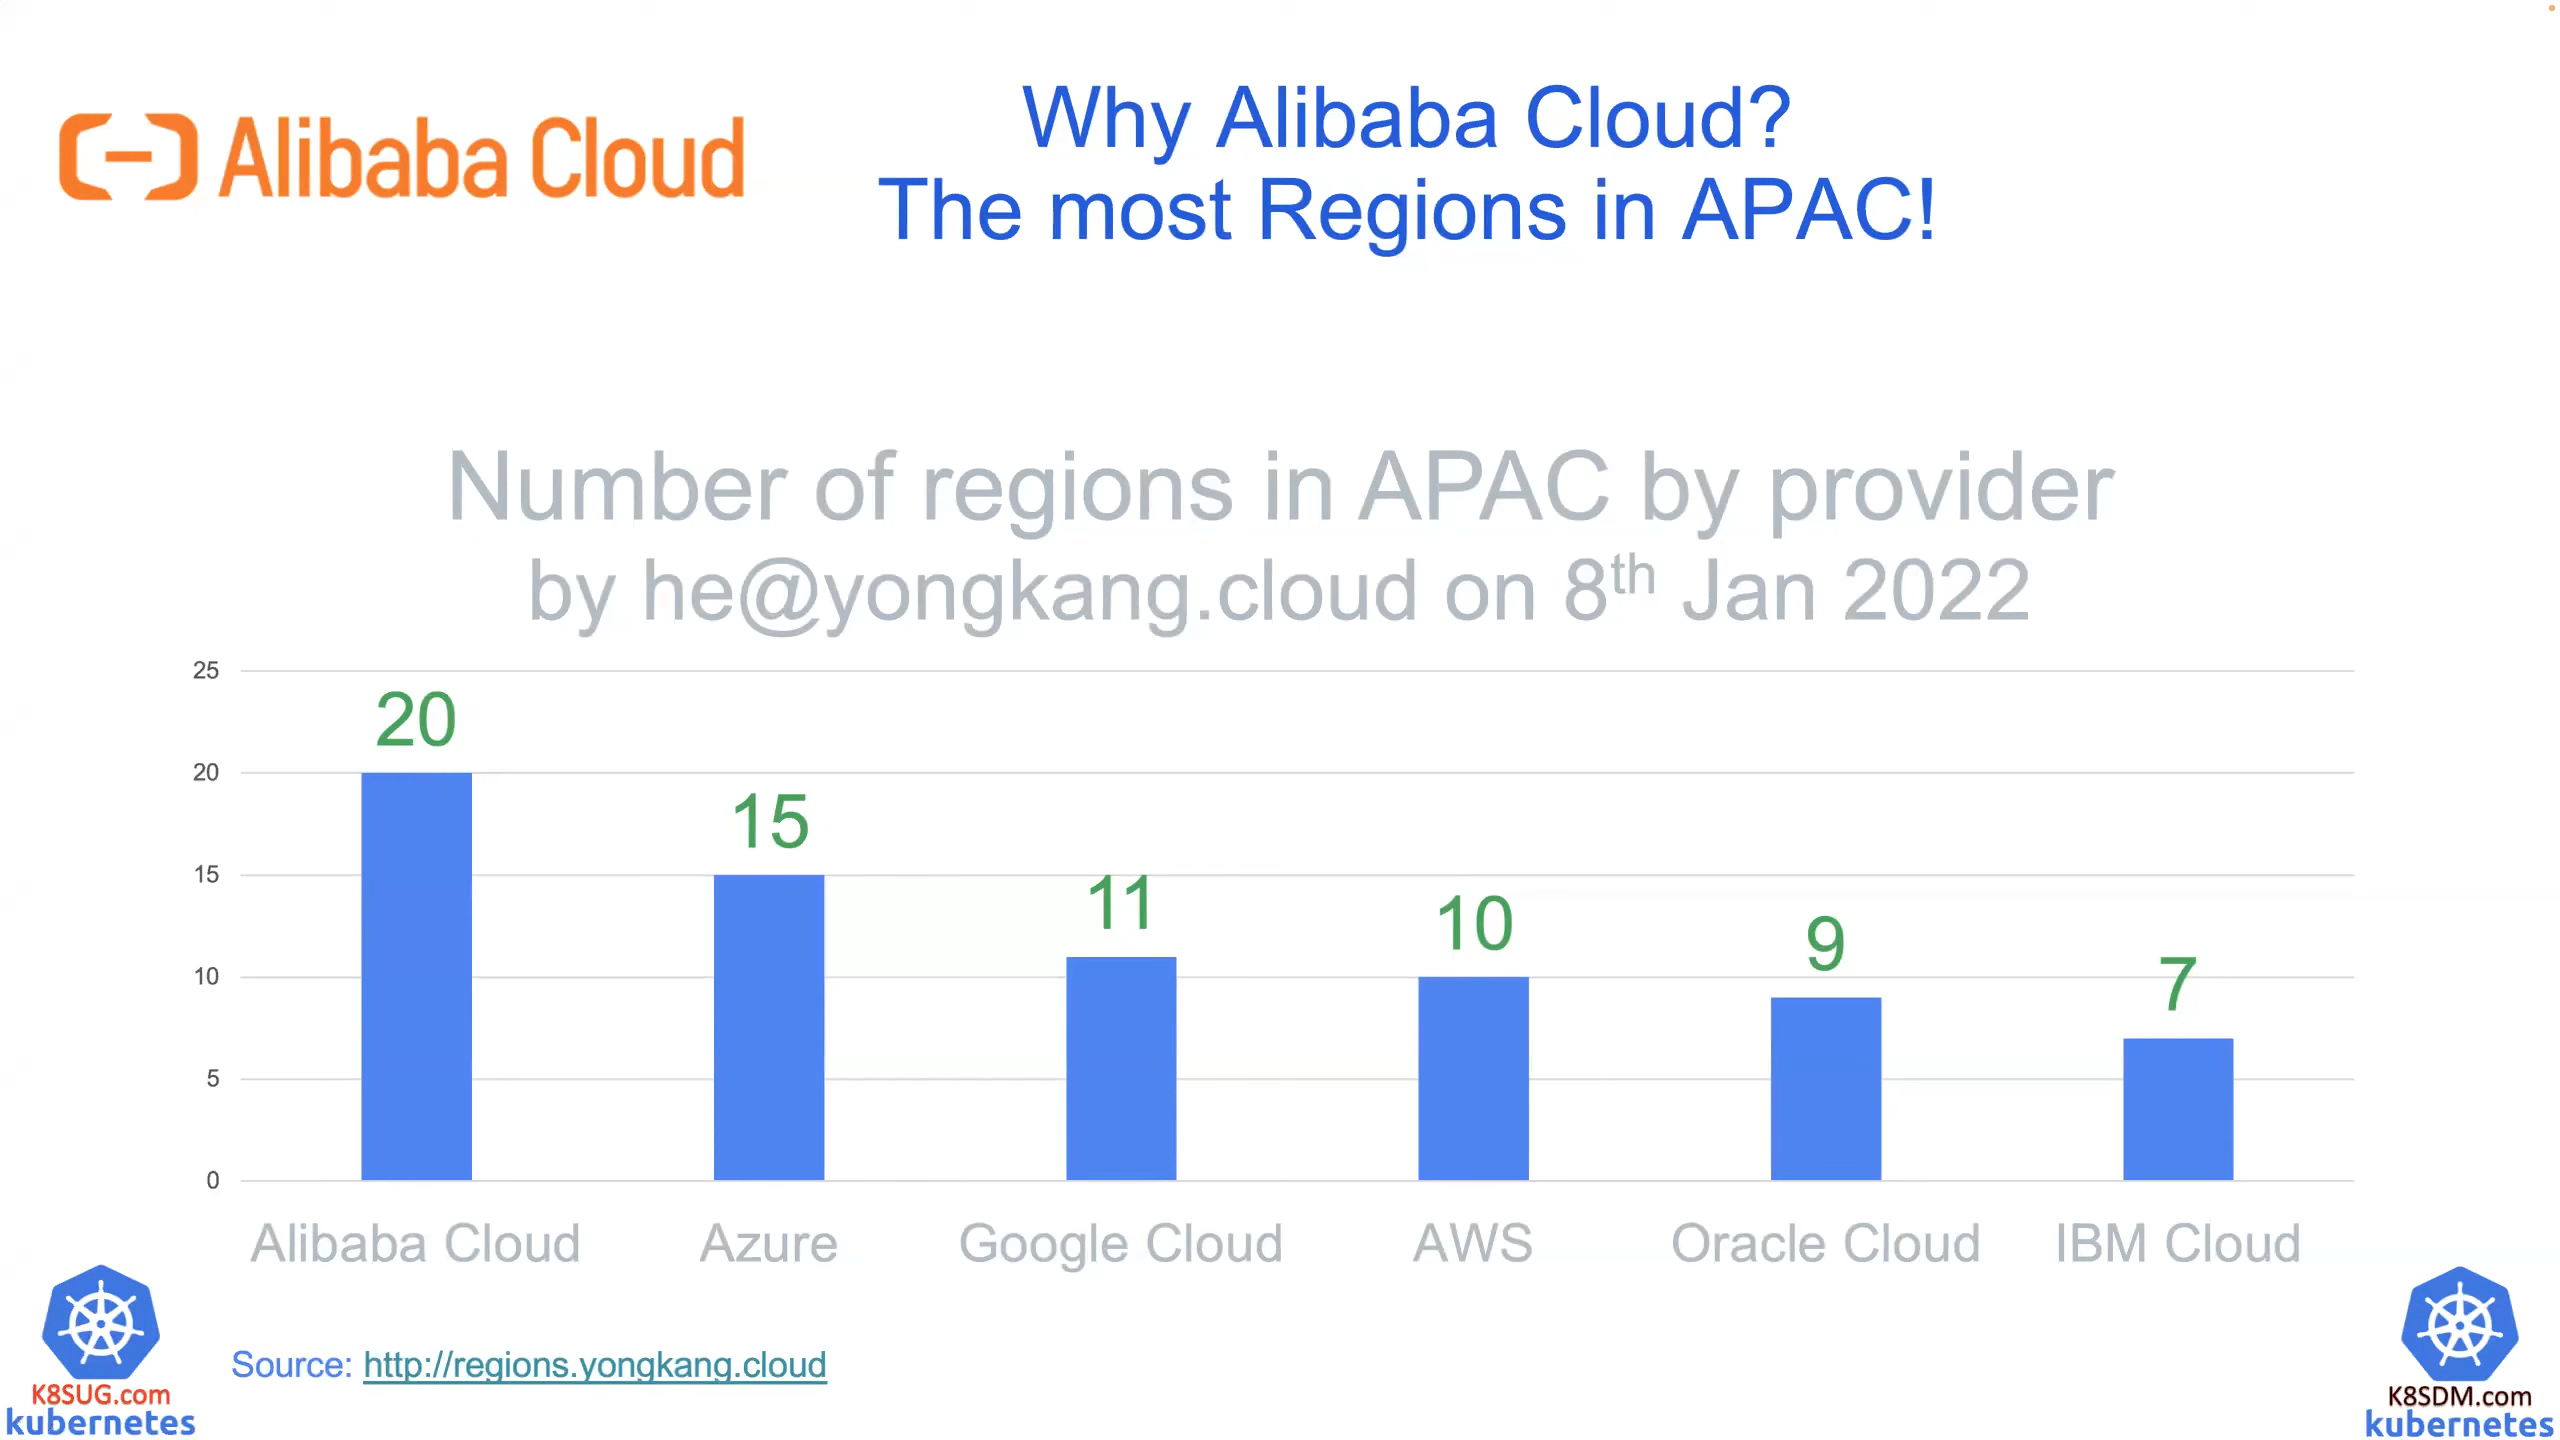 Alibaba Cloud
Why Alibaba Cloud?
The most Regions in APAC!
Number of regions in APAC by provider
by he@yongkang.cloud on 8th Jan 2022
25
20
15
10
5
0
20
15
11
10
9
7
Alibaba Cloud
Azure
Google Cloud
AWS
Oracle Cloud
IBM Cloud
Source: http://regions.yongkang.cloud
K8SUG.com
kubernetes
K8SDM.com
kubernetes